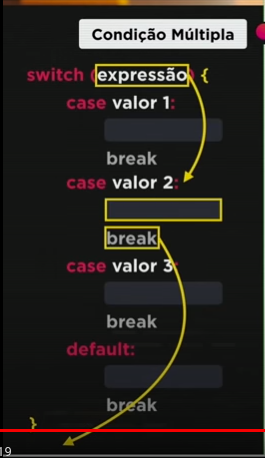 Condição Múltipla
switch (expressão) {
case valor 1:
break
case valor 2:
break
case valor 3:
break
default:
break
}
19